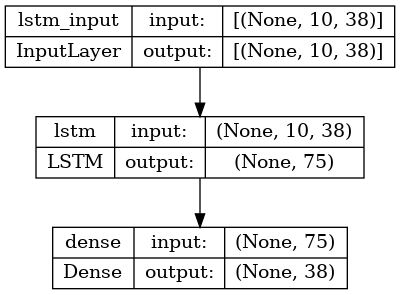 lstm_input input: [(None, 10, 38)]
InputLayer output: [(None, 10, 38)]
lstm input: (None, 10, 38)
LSTM output: (None, 75)
dense input: (None, 75)
Dense output: (None, 38)